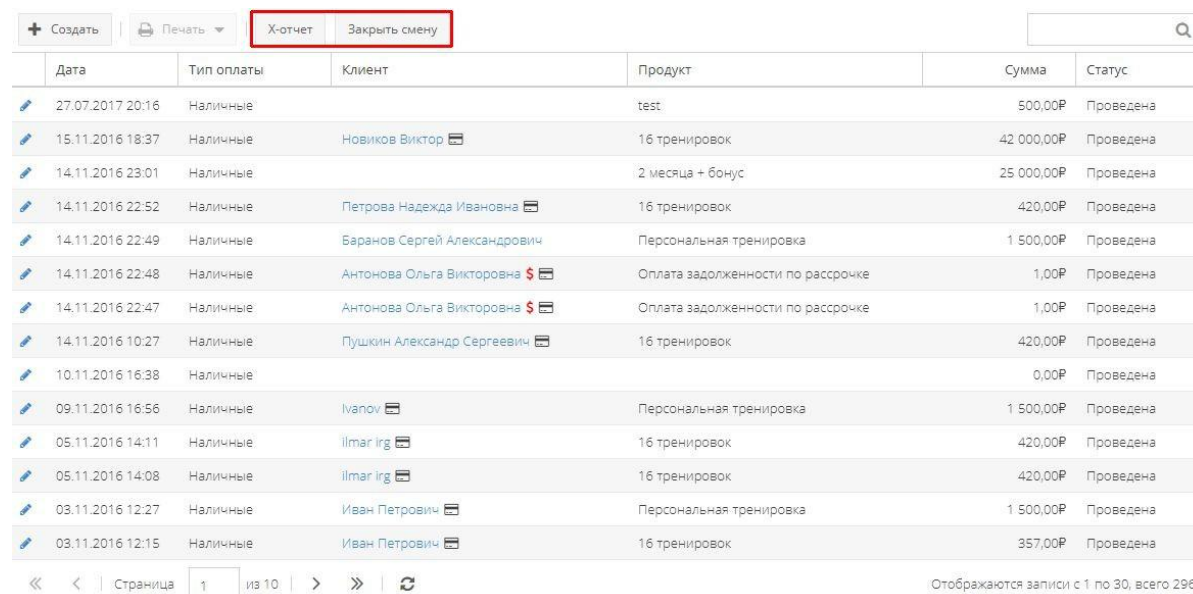 Создать Печать X-отчет Закрыть смену
Дата Тип оплаты Клиент Продукт Сумма Статус
27.07.2017 20:16 Наличные test 500,00₽ Проведена
15.11.2016 18:37 Наличные Новиков Виктор 16 тренировок 42 000,00₽ Проведена
14.11.2016 23:01 Наличные 2 месяца + бонус 25 000,00₽ Проведена
14.11.2016 22:52 Наличные Петрова Надежда Ивановна 16 тренировок 420,00₽ Проведена
14.11.2016 22:49 Наличные Баранов Сергей Александрович Персональная тренировка 1 500,00₽ Проведена
14.11.2016 22:48 Наличные Антонова Ольга Викторовна $ Оплата задолженности по рассрочке 1,00₽ Проведена
14.11.2016 22:47 Наличные Антонова Ольга Викторовна $ Оплата задолженности по рассрочке 1,00₽ Проведена
14.11.2016 10:27 Наличные Пушкин Александр Сергеевич 16 тренировок 420,00₽ Проведена
10.11.2016 16:38 Наличные 0,00₽ Проведена
09.11.2016 16:56 Наличные Ivanov Персональная тренировка 1 500,00₽ Проведена
05.11.2016 14:11 Наличные ilmar irg 16 тренировок 420,00₽ Проведена
05.11.2016 14:08 Наличные ilmar irg 16 тренировок 420,00₽ Проведена
03.11.2016 12:27 Наличные Иван Петрович Персональная тренировка 1 500,00₽ Проведена
03.11.2016 12:15 Наличные Иван Петрович 16 тренировок 357,00₽ Проведена
Страница 1 из 10 Отображаются записи с 1 по 30, всего 296